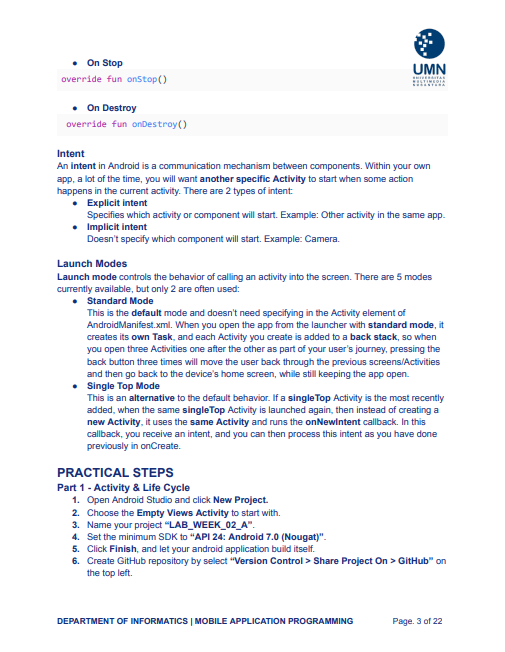 UMN
UNIVERSITAS
MULTIMEDIA
NUSANTARA
● On Stop
override fun onStop()
● On Destroy
override fun onDestroy()
Intent
An intent in Android is a communication mechanism between components. Within your own
app, a lot of the time, you will want another specific Activity to start when some action
happens in the current activity. There are 2 types of intent:
● Explicit intent
Specifies which activity or component will start. Example: Other activity in the same app.
● Implicit intent
Doesn't specify which component will start. Example: Camera.
Launch Modes
Launch mode controls the behavior of calling an activity into the screen. There are 5 modes
currently available, but only 2 are often used:
● Standard Mode
This is the default mode and doesn't need specifying in the Activity element of
AndroidManifest.xml. When you open the app from the launcher with standard mode, it
creates its own Task, and each Activity you create is added to a back stack, so when
you open three Activities one after the other as part of your user's journey, pressing the
back button three times will move the user back through the previous screens/Activities
and then go back to the device's home screen, while still keeping the app open.
● Single Top Mode
This is an alternative to the default behavior. If a singleTop Activity is the most recently
added, when the same singleTop Activity is launched again, then instead of creating a
new Activity, it uses the same Activity and runs the onNewIntent callback. In this
callback, you receive an intent, and you can then process this intent as you have done
previously in onCreate.
PRACTICAL STEPS
Part 1 - Activity & Life Cycle
1. Open Android Studio and click New Project.
2. Choose the Empty Views Activity to start with.
3. Name your project “LAB_WEEK_02_A”.
4. Set the minimum SDK to “API 24: Android 7.0 (Nougat)”.
5. Click Finish, and let your android application build itself.
6. Create GitHub repository by select “Version Control > Share Project On > GitHub” on
the top left.
DEPARTMENT OF INFORMATICS | MOBILE APPLICATION PROGRAMMING Page. 3 of 22